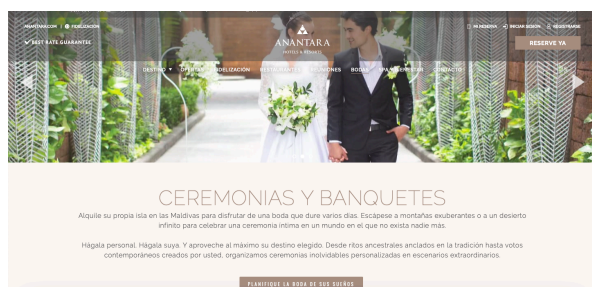 ANANTARA.COM | FIDELIZACIÓN
MI RESERVA INICIAR SESIÓN REGISTRARSE
BEST RATE GUARANTEE
ANANTARA
HOTELS & RESORTS
RESERVE YA
DESTINO OFERTAS FIDELIZACIÓN RESTAURANTES REUNIONES BODAS SPA Y BIENESTAR CONTACTO
CEREMONIAS Y BANQUETES
Alquile su propia isla en las Maldivas para disfrutar de una boda que dure varios días. Escápese a montañas exuberantes o a un desierto
infinito para celebrar una ceremonia íntima en un mundo en el que no exista nadie más.
Hágala personal. Hágala suya. Y aproveche al máximo su destino elegido. Desde ritos ancestrales anclados en la tradición hasta votos
contemporáneos creados por usted, organizamos ceremonias inolvidables personalizadas en escenarios extraordinarios.
PLANIFIQUE LA BODA DE SUS SUEÑOS